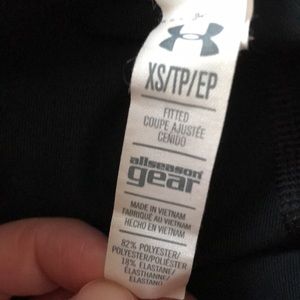 XS/TP/EP
FITTED
COUPE AJUSTÉE
CEÑIDO
allseason
gear
MADE IN VIETNAM
FABRIQUÉ AU VIETNAM
HECHO EN VIETNAM
82% POLYESTER/
POLYESTER/POLIÉSTER
18% ELASTANE/
ÉLASTHANNE/
ELASTANO